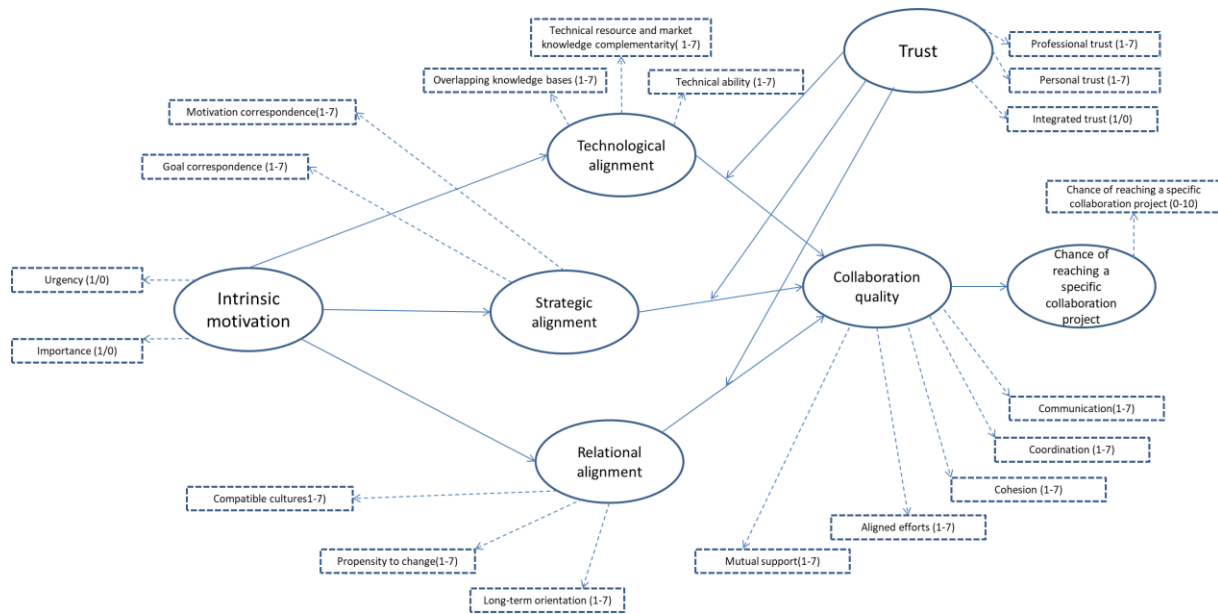 Technical resource and market
knowledge complementarity( 1-7)
Trust
Professional trust (1-7)
Overlapping knowledge bases (1-7)
Technical ability (1-7)
Personal trust (1-7)
Motivation correspondence(1-7)
Integrated trust (1/0)
Technological
alignment
Goal correspondence (1-7)
Chance of reaching a specific
collaboration project (0-10)
Urgency (1/0)
Intrinsic
motivation
Strategic
alignment
Collaboration
quality
Chance of
reaching a
specific
collaboration
project
Importance (1/0)
Communication(1-7)
Relational
alignment
Coordination (1-7)
Compatible cultures1-7)
Cohesion (1-7)
Aligned efforts (1-7)
Propensity to change(1-7)
Mutual support(1-7)
Long-term orientation (1-7)